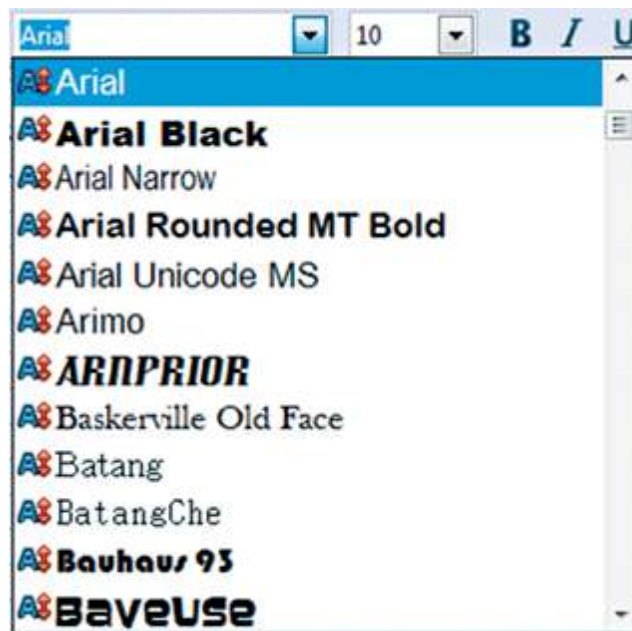 Arial 10 B I U
Arial
Arial Black
Arial Narrow
Arial Rounded MT Bold
Arial Unicode MS
Arimo
ARNPRIOR
Baskerville Old Face
Batang
BatangChe
Bauhaus 93
Baveuse